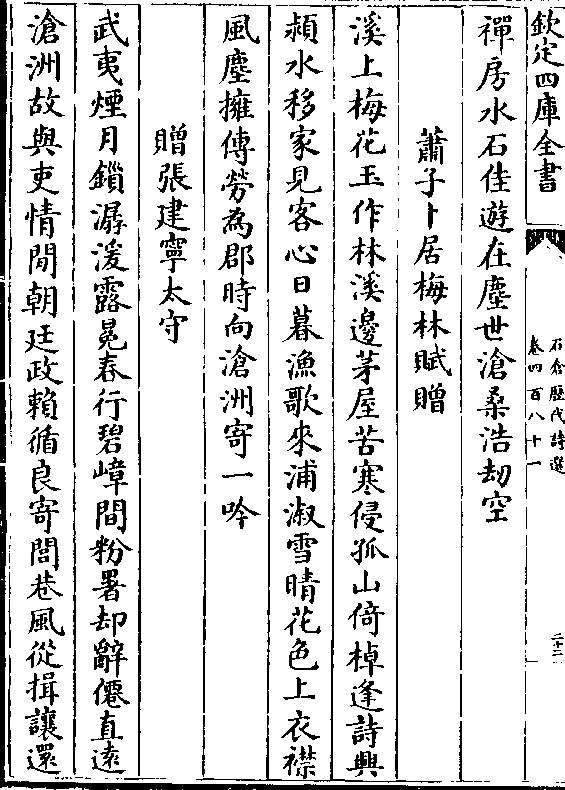 欽定四庫全書
石倉歷代詩選
卷四百八十一
二十二
禪房水石佳遊在塵世滄桑浩劫空
蕭子卜居梅林賦贈
溪上梅花玉作林溪邊茅屋苦寒侵孤山倚棹逢詩興
潁水移家見客心日暮漁歌來浦溆雪晴花色上衣襟
風塵擁傳勞為郡時向滄洲寄一吟
贈張建寧太守
武夷煙月鎖潺湲露冕春行碧嶂間粉署却辭僊直遠
滄洲故與吏情閒朝廷政賴循良寄閭巷風從揖讓還